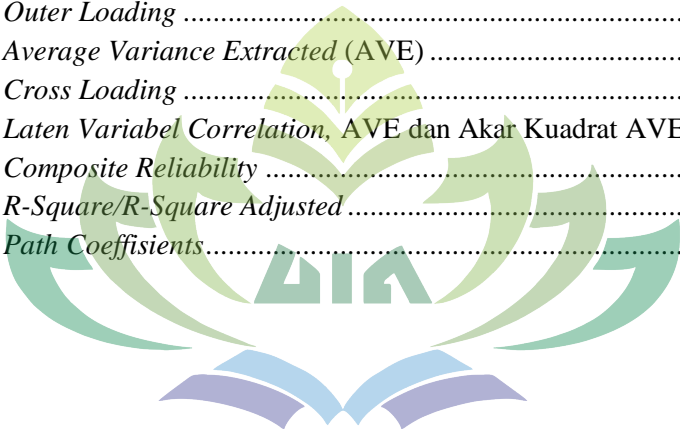 Outer Loading ....................................................................
Average Variance Extracted (AVE) ..................................
Cross Loading ....................................................................
Laten Variabel Correlation, AVE dan Akar Kuadrat AVE
Composite Reliability .........................................................
R-Square/R-Square Adjusted .............................................
Path Coeffisients.................................................................
UIN